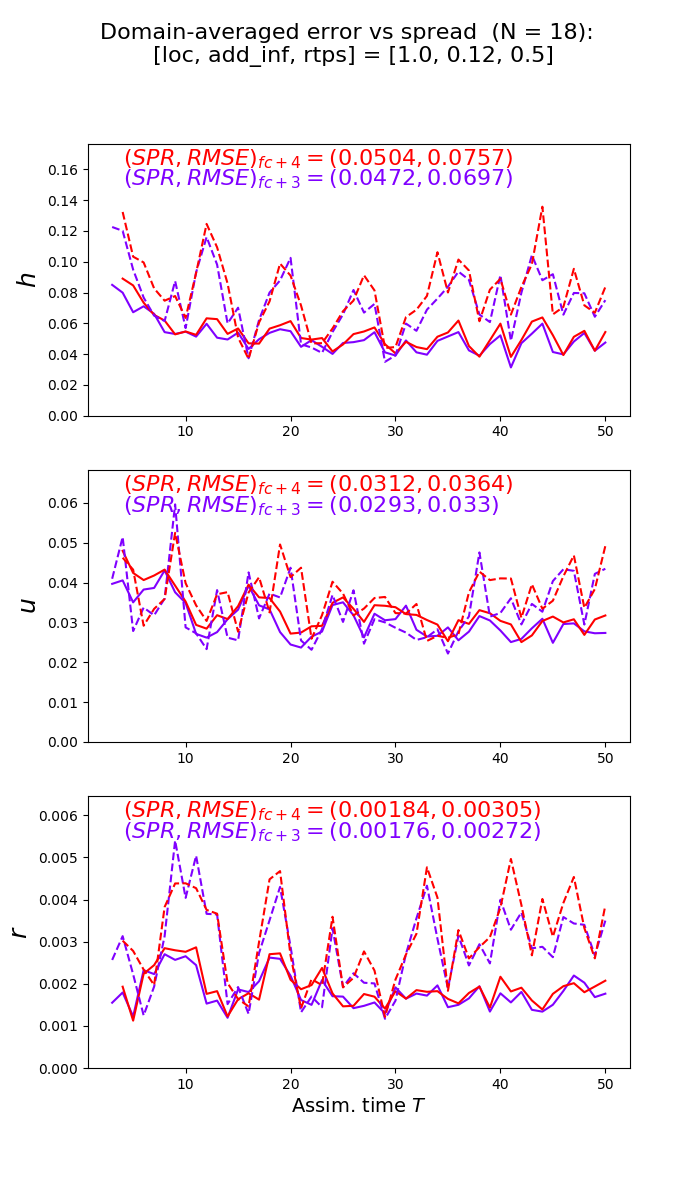 Domain-averaged error vs spread (N = 18):
[loc, add_inf, rtps] = [1.0, 0.12, 0.5]
(SPR, RMSE)fc+4 = (0.0504, 0.0757)
(SPR, RMSE)fc+3 = (0.0472, 0.0697)
0.16
0.14
0.12
0.10
0.08
0.06
0.04
0.02
0.00
h
10 20 30 40 50
(SPR, RMSE)fc+4 = (0.0312, 0.0364)
(SPR, RMSE)fc+3 = (0.0293, 0.033)
0.06
0.05
0.04
0.03
0.02
0.01
0.00
u
10 20 30 40 50
(SPR, RMSE)fc+4 = (0.00184, 0.00305)
(SPR, RMSE)fc+3 = (0.00176, 0.00272)
0.006
0.005
0.004
0.003
0.002
0.001
0.000
r
10 20 30 40 50
Assim. time T